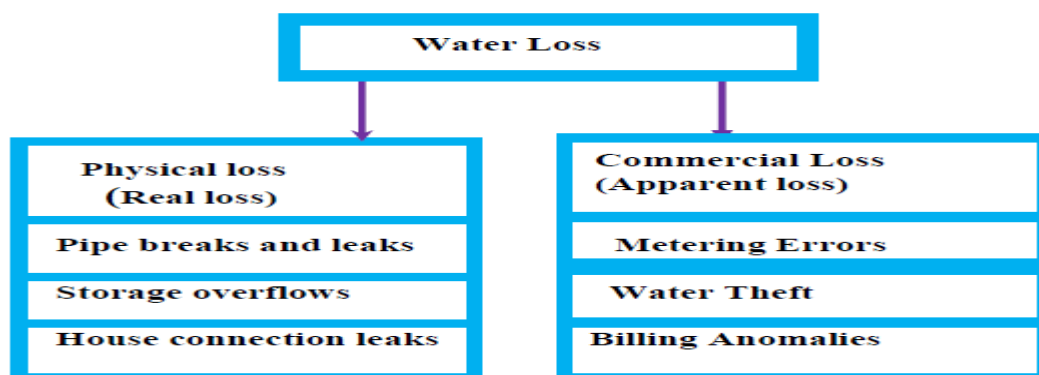 Water Loss
Physical loss
(Real loss)
Pipe breaks and leaks
Storage overflows
House connection leaks
Commercial Loss
(Apparent loss)
Metering Errors
Water Theft
Billing Anomalies